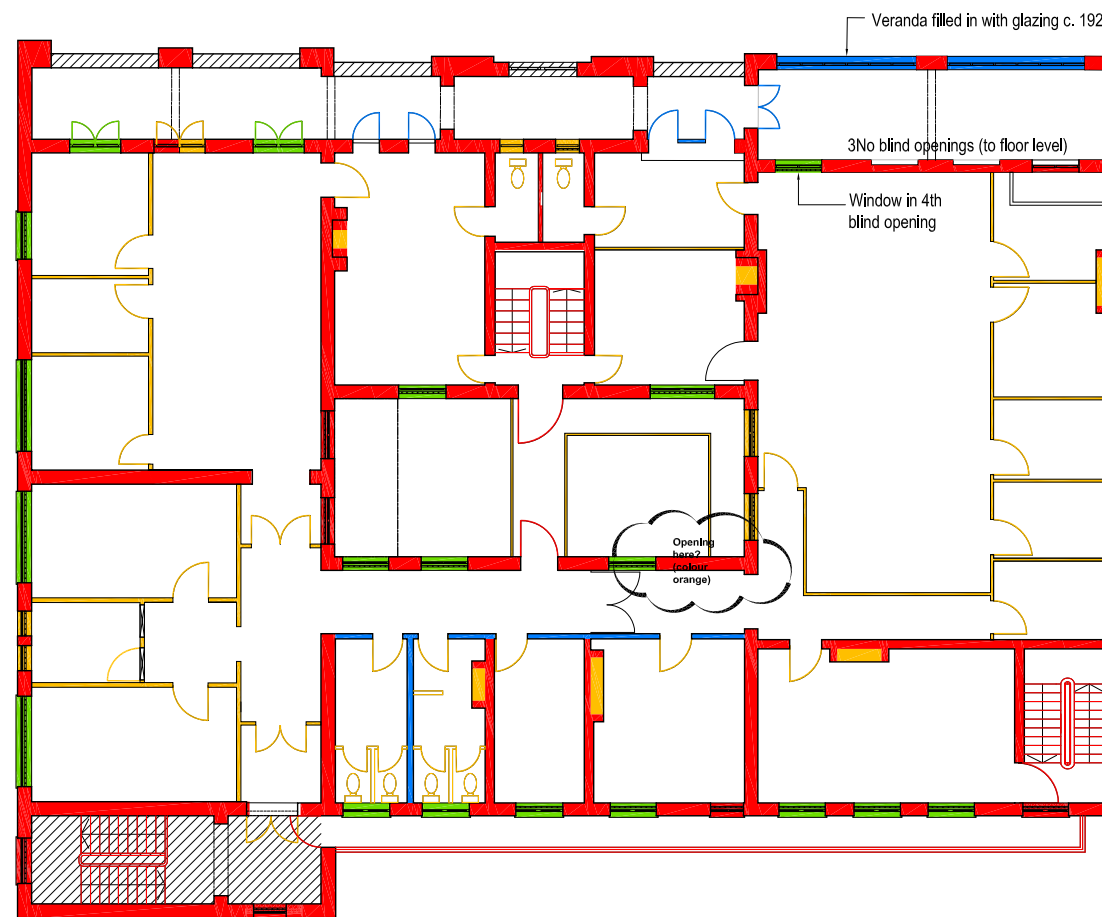 Veranda filled in with glazing c. 192
3No blind openings (to floor level)
Window in 4th
blind opening
Opening
here?
(colour
orange)